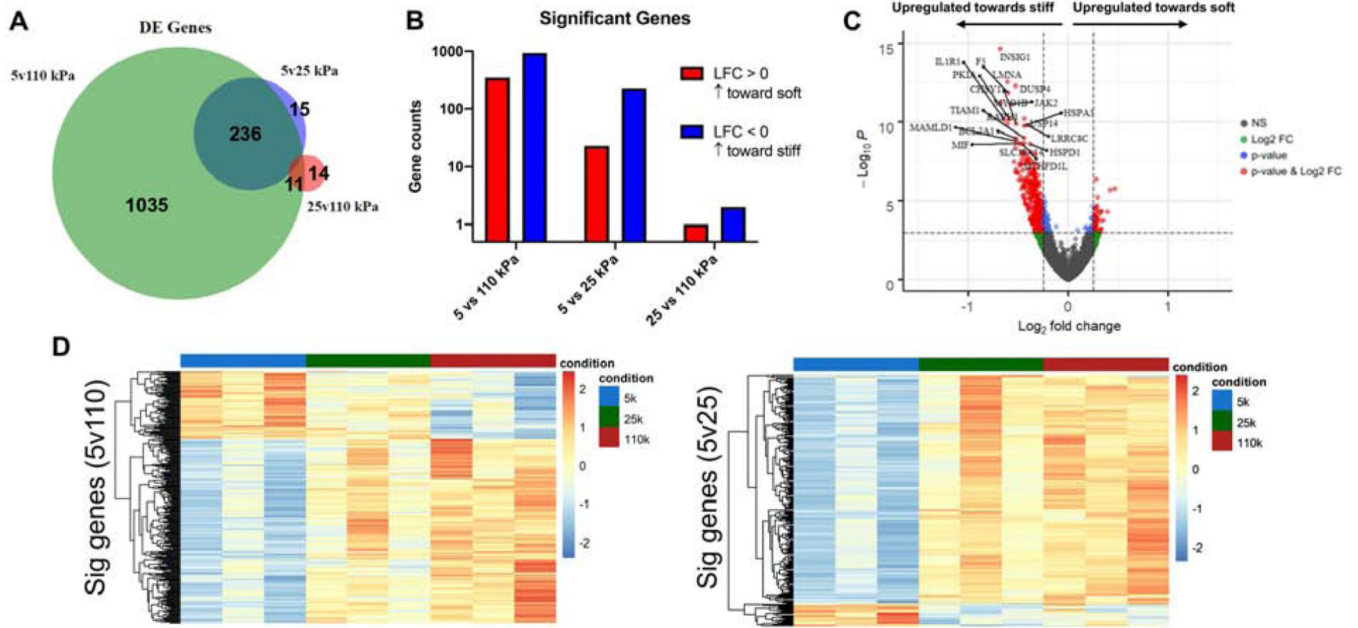 A
DE Genes
5v110 kPa
5v25 kPa
15
236
14
11
1035
25v110 kPa
B
Significant Genes
1000
100
10
1
Gene counts
LFC > 0
↑ toward soft
LFC < 0
↑ toward stiff
5 vs 110 kPa
5 vs 25 kPa
25 vs 110 kPa
C
Upregulated towards stiff
Upregulated towards soft
15
10
5
0
– Log10 P
INSIG1
IL1R1
F3
PKD1
LMNA
DUSP4
JAK2
HSPA1
TIAM1
MAMLD1
BCL2A1
LRRC8C
MIF
HSPD1
MTHFD1L
-1
0
1
Log2 fold change
NS
Log2 FC
p-value
p-value & Log2 FC
D
Sig genes (5v110)
condition
2
1
0
-1
-2
condition
5k
25k
110k
Sig genes (5v25)
condition
2
1
0
-1
-2
condition
5k
25k
110k